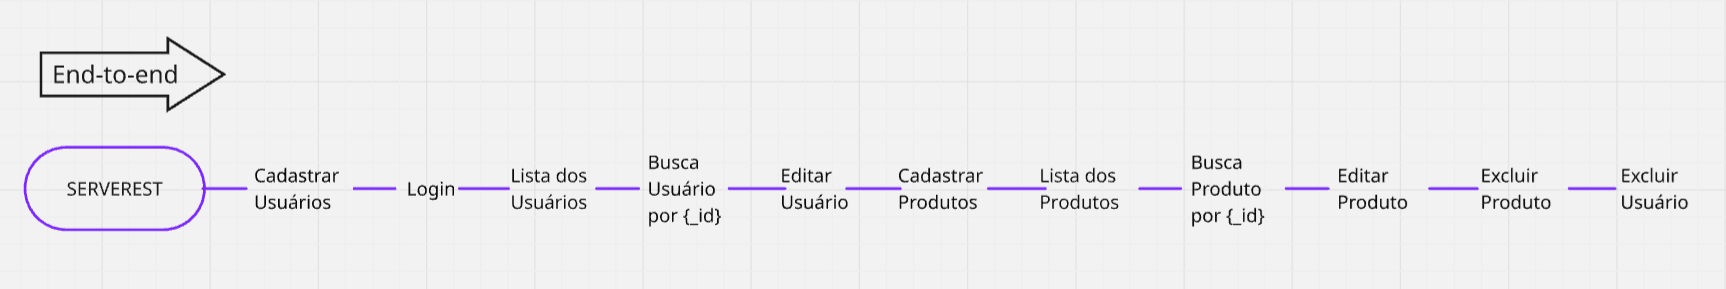 End-to-end
SERVEREST
Cadastrar
Usuários
Login
Lista dos
Usuários
Busca
Usuário
por {_id}
Editar
Usuário
Cadastrar
Produtos
Lista dos
Produtos
Busca
Produto
por {_id}
Editar
Produto
Excluir
Produto
Excluir
Usuário